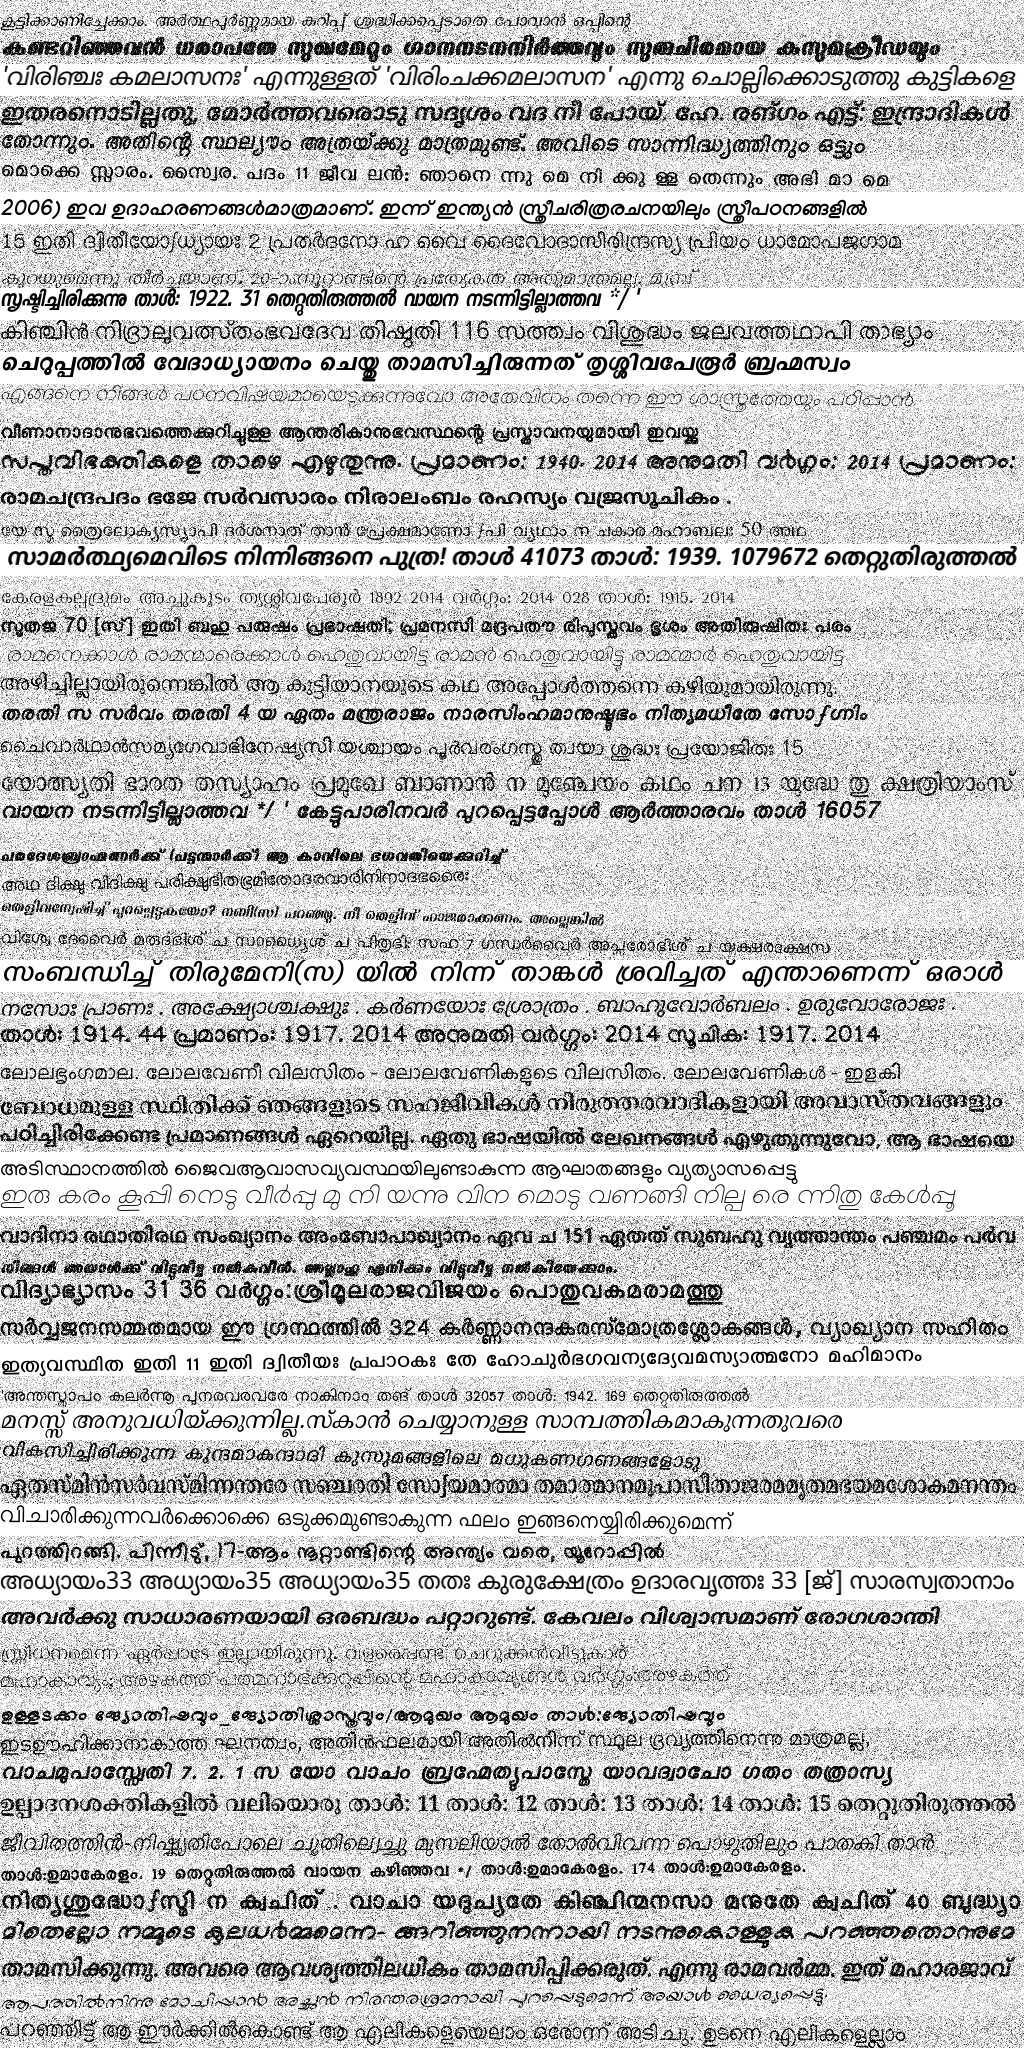 കൂട്ടിക്കാണിച്ചേക്കാം. അർത്ഥപൂർണ്ണമായ കുറിപ്പ് ശ്രദ്ധിക്കപ്പെടാതെ പോവാൻ ഒപ്പിന്റെ
കണ്ടറിഞ്ഞവൻ ധരാപതേ സുഖമേറ്റം ഗാനനടനനിർത്തവും സുരുചിരമായ കുസുമക്രീഡയും
'വിരിഞ്ചഃ കമലാസനഃ' എന്നുള്ളത് 'വിരിംചക്കമലാസന' എന്നു ചൊല്ലിക്കൊടുത്തു കുട്ടികളെ
ഇതരനൊടില്ലതു, മോർത്തവരൊടു സദൃശം വദ നീ പോയ്. ഹേ. രങ്ഗം എട്ട്: ഇന്ദ്രാദികൾ
തോന്നും. അതിന്റെ സ്ഥല്യൗം അത്രയ്ക്കു മാത്രമുണ്ട്. അവിടെ സാന്നിദ്ധ്യത്തിനും ഒട്ടും
മൊക്കെ സ്സാരം. സ്വൈര. പദം 11 ജീവ ലൻ: ഞാനെ ന്നു മെ നി ക്കു ള്ള തെന്നും അഭി മാ മെ
2006) ഇവ ഉദാഹരണങ്ങൾമാത്രമാണ്. ഇന്ന് ഇന്ത്യൻ സ്ത്രീചരിത്രരചനയിലും സ്ത്രീപഠനങ്ങളിൽ
15 ഇതി ദ്വിതീയോഽധ്യായഃ 2 പ്രതർദനോ ഹ വൈ ദൈവോദാസിരിന്ദ്രസ്യ പ്രിയം ധാമോപജഗാമ
കുറയുമെന്നു തീർച്ചയാണ്. 20-ാംനൂറ്റാണ്ടിന്റെ പ്രത്യേകത അതുമാത്രമല്ല. മ്രസ്
സൃഷ്ടിച്ചിരിക്കുന്നു താൾ: 1922. 31 തെറ്റുതിരുത്തൽ വായന നടന്നിട്ടില്ലാത്തവ */ '
കിഞ്ചിൻ നിദ്രാലൂവത്സ്തംഭവദേവ തിഷ്ഠതി 116 സത്ത്വം വിശുദ്ധം ജലവത്തഥാപി താഭ്യാം
ചെറുപ്പത്തിൽ വേദാധ്യായനം ചെയ്തു താമസിച്ചിരുന്നത് തൃശ്ശിവപേരൂർ ബ്രഹ്മസ്വം
എങ്ങനെ നിങ്ങൾ പഠനവിഷയമായെടുക്കുന്നുവോ അതേവിധം തന്നെ ഈ ശാസ്ത്രത്തേയും പഠിപ്പാൻ
വീണാനാദാനുഭവത്തെക്കുറിച്ചുള്ള ആന്തരികാനുഭവസ്ഥന്റെ പ്രസ്താവനയുമായി ഇവയ്ക്കു
സപ്തവിഭക്തികളെ താഴെ എഴുതുന്നു. പ്രമാണം: 1940. 2014 അനുമതി വർഗ്ഗം: 2014 പ്രമാണം:
രാമചന്ദ്രപദം ഭജേ സർവസാരം നിരാലംബം രഹസ്യം വജ്രസൂചികം .
യേ സ്മ ത്രൈലോക്യസ്യാപി ദർശനാത് താൻ പ്രേക്ഷമാണോ ഽപി വ്യഥാം ന ചകാര മഹാബലഃ 50 അഥ
സാമർത്ഥ്യമെവിടെ നിന്നിങ്ങനെ പുത്ര! താൾ 41073 താൾ: 1939. 1079672 തെറ്റുതിരുത്തൽ
കേരളകല്പദ്രുമം അച്ചുകൂടം തൃശ്ശിവപേരൂർ 1892 2014 വർഗ്ഗം: 2014 028 താൾ: 1915. 2014
സൂതജ 70 [സ്] ഇതി ബഹു പരുഷം പ്രഭാഷതി; പ്രമനസി മദ്രപതൗ രിപുസ്തവം ഭൃശം അതിരുഷിതഃ പരം
രാമനെക്കാൾ രാമന്മാരെക്കാൾ ഹെതുവായിട്ട രാമൻ ഹെതുവായിട്ടു രാമന്മാർ ഹെതുവായിട്ട
അഴിച്ചില്ലായിരുന്നെങ്കിൽ ആ കുട്ടിയാനയുടെ കഥ അപ്പോൾത്തന്നെ കഴിയുമായിരുന്നു.
തരതി സ സർവം തരതി 4 യ ഏതം മന്ത്രരാജം നാരസിംഹമാനുഷ്ടുഭം നിത്യമധീതേ സോഽഗ്നിം
ചൈവാർഥാൻസമ്യഗേവാഭിനേഷ്യസി യശ്ചായം പൂർവരംഗസ്തു ത്വയാ ശുദ്ധഃ പ്രയോജിതഃ 15
യോത്സ്യതി ഭാരത തസ്യാഹം പ്രമുഖേ ബാണാൻ ന മുഞ്ചേയം കഥം ചന 13 യുദ്ധേ തു ക്ഷത്രിയാംസ്
വായന നടന്നിട്ടില്ലാത്തവ */ ' കേട്ടുപാരിനവർ പുറപ്പെട്ടപ്പോൾ ആർത്താരവം താൾ 16057
പരദേശബ്രാഹ്മണർക്ക് (പട്ടന്മാർക്ക്) ആ കാവിലെ ഭഗവതിയെക്കുറിച്ച്
അഥ ദിക്ഷു വിദിക്ഷു പരിക്ഷുഭിതഭ്രമിതോദരവാരിനിനാദഭരൈഃ
തെളിവന്വേഷിച്ച് പുറപ്പെട്ടുകയോ? നബി(സ) പറഞ്ഞു. നീ തെളിവ് ഹാജരാക്കണം. അല്ലെങ്കിൽ
വിശ്വേ ദേവൈർ മരുദ്ഭിശ് ച സാധ്യൈശ് ച പിതൃഭിഃ സഹ 7 ഗന്ധർവൈർ അപ്സരോഭിശ് ച യക്ഷരാക്ഷസ
സംബന്ധിച്ച് തിരുമേനി(സ) യിൽ നിന്ന് താങ്കൾ ശ്രവിച്ചത് എന്താണെന്ന് ഒരാൾ
നസോഃ പ്രാണഃ . അക്ഷ്യോശ്ചക്ഷുഃ . കർണയോഃ ശ്രോത്രം . ബാഹുവോർബലം . ഉരുവോരോജഃ .
താൾ: 1914. 44 പ്രമാണം: 1917. 2014 അനുമതി വർഗ്ഗം: 2014 സൂചിക: 1917. 2014
ലോലഭൃംഗമാല. ലോലവേണീ വിലസിതം - ലോലവേണികളുടെ വിലസിതം. ലോലവേണികൾ - ഇളകി
ബോധമുള്ള സ്ഥിതിക്ക് ഞങ്ങളുടെ സഹജീവികൾ നിരുത്തരവാദികളായി അവാസ്തവങ്ങളും
പഠിച്ചിരിക്കേണ്ട പ്രമാണങ്ങൾ ഏറെയില്ല. ഏതു ഭാഷയിൽ ലേഖനങ്ങൾ എഴുതുന്നുവോ, ആ ഭാഷയെ
അടിസ്ഥാനത്തിൽ ജൈവആവാസവ്യവസ്ഥയിലുണ്ടാകുന്ന ആഘാതങ്ങളും വ്യത്യാസപ്പെട്ടു
ഇരു കരം കൂപ്പി നെടു വീർപ്പു മു നി യന്നു വിന മൊടു വണങ്ങി നില്പ രെ ന്നിതു കേൾപ്പൂ
വാദിനാ രഥാതിരഥ സംഖ്യാനം അംബോപാഖ്യാനം ഏവ ച 151 ഏതത് സുബഹു വൃത്താന്തം പഞ്ചമം പർവ
നിങ്ങൾ അയാൾക്ക് വിട്ടുവീഴ്ച നൽകുവീൻ. അല്ലാഹു എനിക്കും വിട്ടുവീഴ്ച നൽകിയേക്കാം.
വിദ്യാഭ്യാസം 31 36 വർഗ്ഗം:ശ്രീമൂലരാജവിജയം പൊതുവകമരാമത്തു
സർവ്വജനസമ്മതമായ ഈ ഗ്രന്ഥത്തിൽ 324 കർണ്ണാനന്ദകരസ്മോത്രശ്ലോകങ്ങൾ, വ്യാഖ്യാന സഹിതം
ഇത്യവസ്ഥിത ഇതി 11 ഇതി ദ്വിതീയഃ പ്രപാഠകഃ തേ ഹോചുർഭഗവന്യദ്യേവമസ്യാത്മനോ മഹിമാനം
'അന്തസ്താപം കലർന്നൂ പുനരവരവരേ നാകിനാം തങ് താൾ 32057 താൾ: 1942. 169 തെറ്റുതിരുത്തൽ
മനസ്സ് അനുവധിയ്ക്കുന്നില്ല.സ്കാൻ ചെയ്യാനുള്ള സാമ്പത്തികമാകുന്നതുവരെ
വികസിച്ചിരിക്കുന്ന കുന്ദമാകന്ദാദി കുസുമങ്ങളിലെ മധുകണഗണങ്ങളോടു
ഏതസ്മിൻസർവസ്മിന്നന്തരേ സഞ്ചാതി സോഽയമാത്മാ തമാത്മാനമുപാസീതാജരമമൃതമഭയമശോകമനന്തം
വിചാരിക്കുന്നവർക്കൊക്കെ ഒടുക്കമുണ്ടാകുന്ന ഫലം ഇങ്ങനെയ്യിരിക്കുമെന്ന്
പുറത്തിറങ്ങി. പിന്നീടു്, 17-ആം നൂറ്റാണ്ടിന്റെ അന്ത്യം വരെ, യൂറോപ്പിൽ
അധ്യായം33 അധ്യായം35 അധ്യായം35 തതഃ കുരുക്ഷേത്രം ഉദാരവൃത്തഃ 33 [ജ്] സാരസ്വതാനാം
അവർക്കു സാധാരണയായി ഒരബദ്ധം പറ്റാറുണ്ട്. കേവലം വിശ്വാസമാണ് രോഗശാന്തി
സ്ത്രീധനമെന്ന ഏർപ്പാടേ ഇല്ലായിരുന്നു. വളരെപ്പണ്ട് ചെറുക്കൻവീട്ടുകാർ
മഹാകാവ്യം; അഴകത്ത് പത്മനാഭക്കുറുപ്പിന്റെ മഹാകാവ്യങ്ങൾ വർഗ്ഗം:അഴകത്ത്
ഉള്ളടക്കം ജ്യോതിഷവും_ജ്യോതിശ്ശാസ്ത്രവും/ആമുഖം ആമുഖം താൾ:ജ്യോതിഷവും
ഇടഊഹിക്കാനാകാത്ത ഘനത്വം, അതിൻഫലമായി അതിൽനിന്ന് സ്ഥൂല ദ്രവ്യത്തിനെന്നു മാത്രമല്ല,
വാചമുപാസ്സ്വേതി 7. 2. 1 സ യോ വാചം ബ്രഹ്മേത്യുപാസ്തേ യാവദ്വാചോ ഗതം തത്രാസ്യ
ഉല്പാദനശക്തികളിൽ വലിയൊരു താൾ: 11 താൾ: 12 താൾ: 13 താൾ: 14 താൾ: 15 തെറ്റുതിരുത്തൽ
ജീവിതത്തിൻ-നിഷ്കൃതിപോലെ ചൂതില്വെച്ചു മുസലിയാൽ തോൽവിവന്ന പൊഴുതിലും പാതകി താൻ
താൾ:ഉമാകേരളം. 19 തെറ്റുതിരുത്തൽ വായന കഴിഞ്ഞവ */ താൾ:ഉമാകേരളം. 174 താൾ:ഉമാകേരളം.
നിത്യശുദ്ധോഽസ്മി ന ക്വചിത് . വാചാ യദുച്യതേ കിഞ്ചിന്മനസാ മനുതേ ക്വചിത് 40 ബുദ്ധ്യാ
മിതെല്ലോ നമ്മുടെ കുലധർമ്മമെന്ന- ങ്ങറിഞ്ഞുനന്നായി നടന്നുകൊള്ളുക പറഞ്ഞതൊന്നുമേ
താമസിക്കുന്നു. അവരെ ആവശ്യത്തിലധികം താമസിപ്പിക്കരുത്. എന്നു രാമവർമ്മ. ഇത് മഹാരജാവ്
ആപത്തിൽനിന്നു മോചിപ്പാൻ അച്ഛൻ നിരന്തരശ്രമനായി പുറപ്പെടുമെന്ന് അയാൾ ധൈര്യപ്പെട്ടു.
പറഞ്ഞിട്ട് ആ ഈർക്കിൽകൊണ്ട് ആ എലികളെയെലാം ഒരോന്ന് അടിചു. ഉടനെ എലികളെല്ലാം